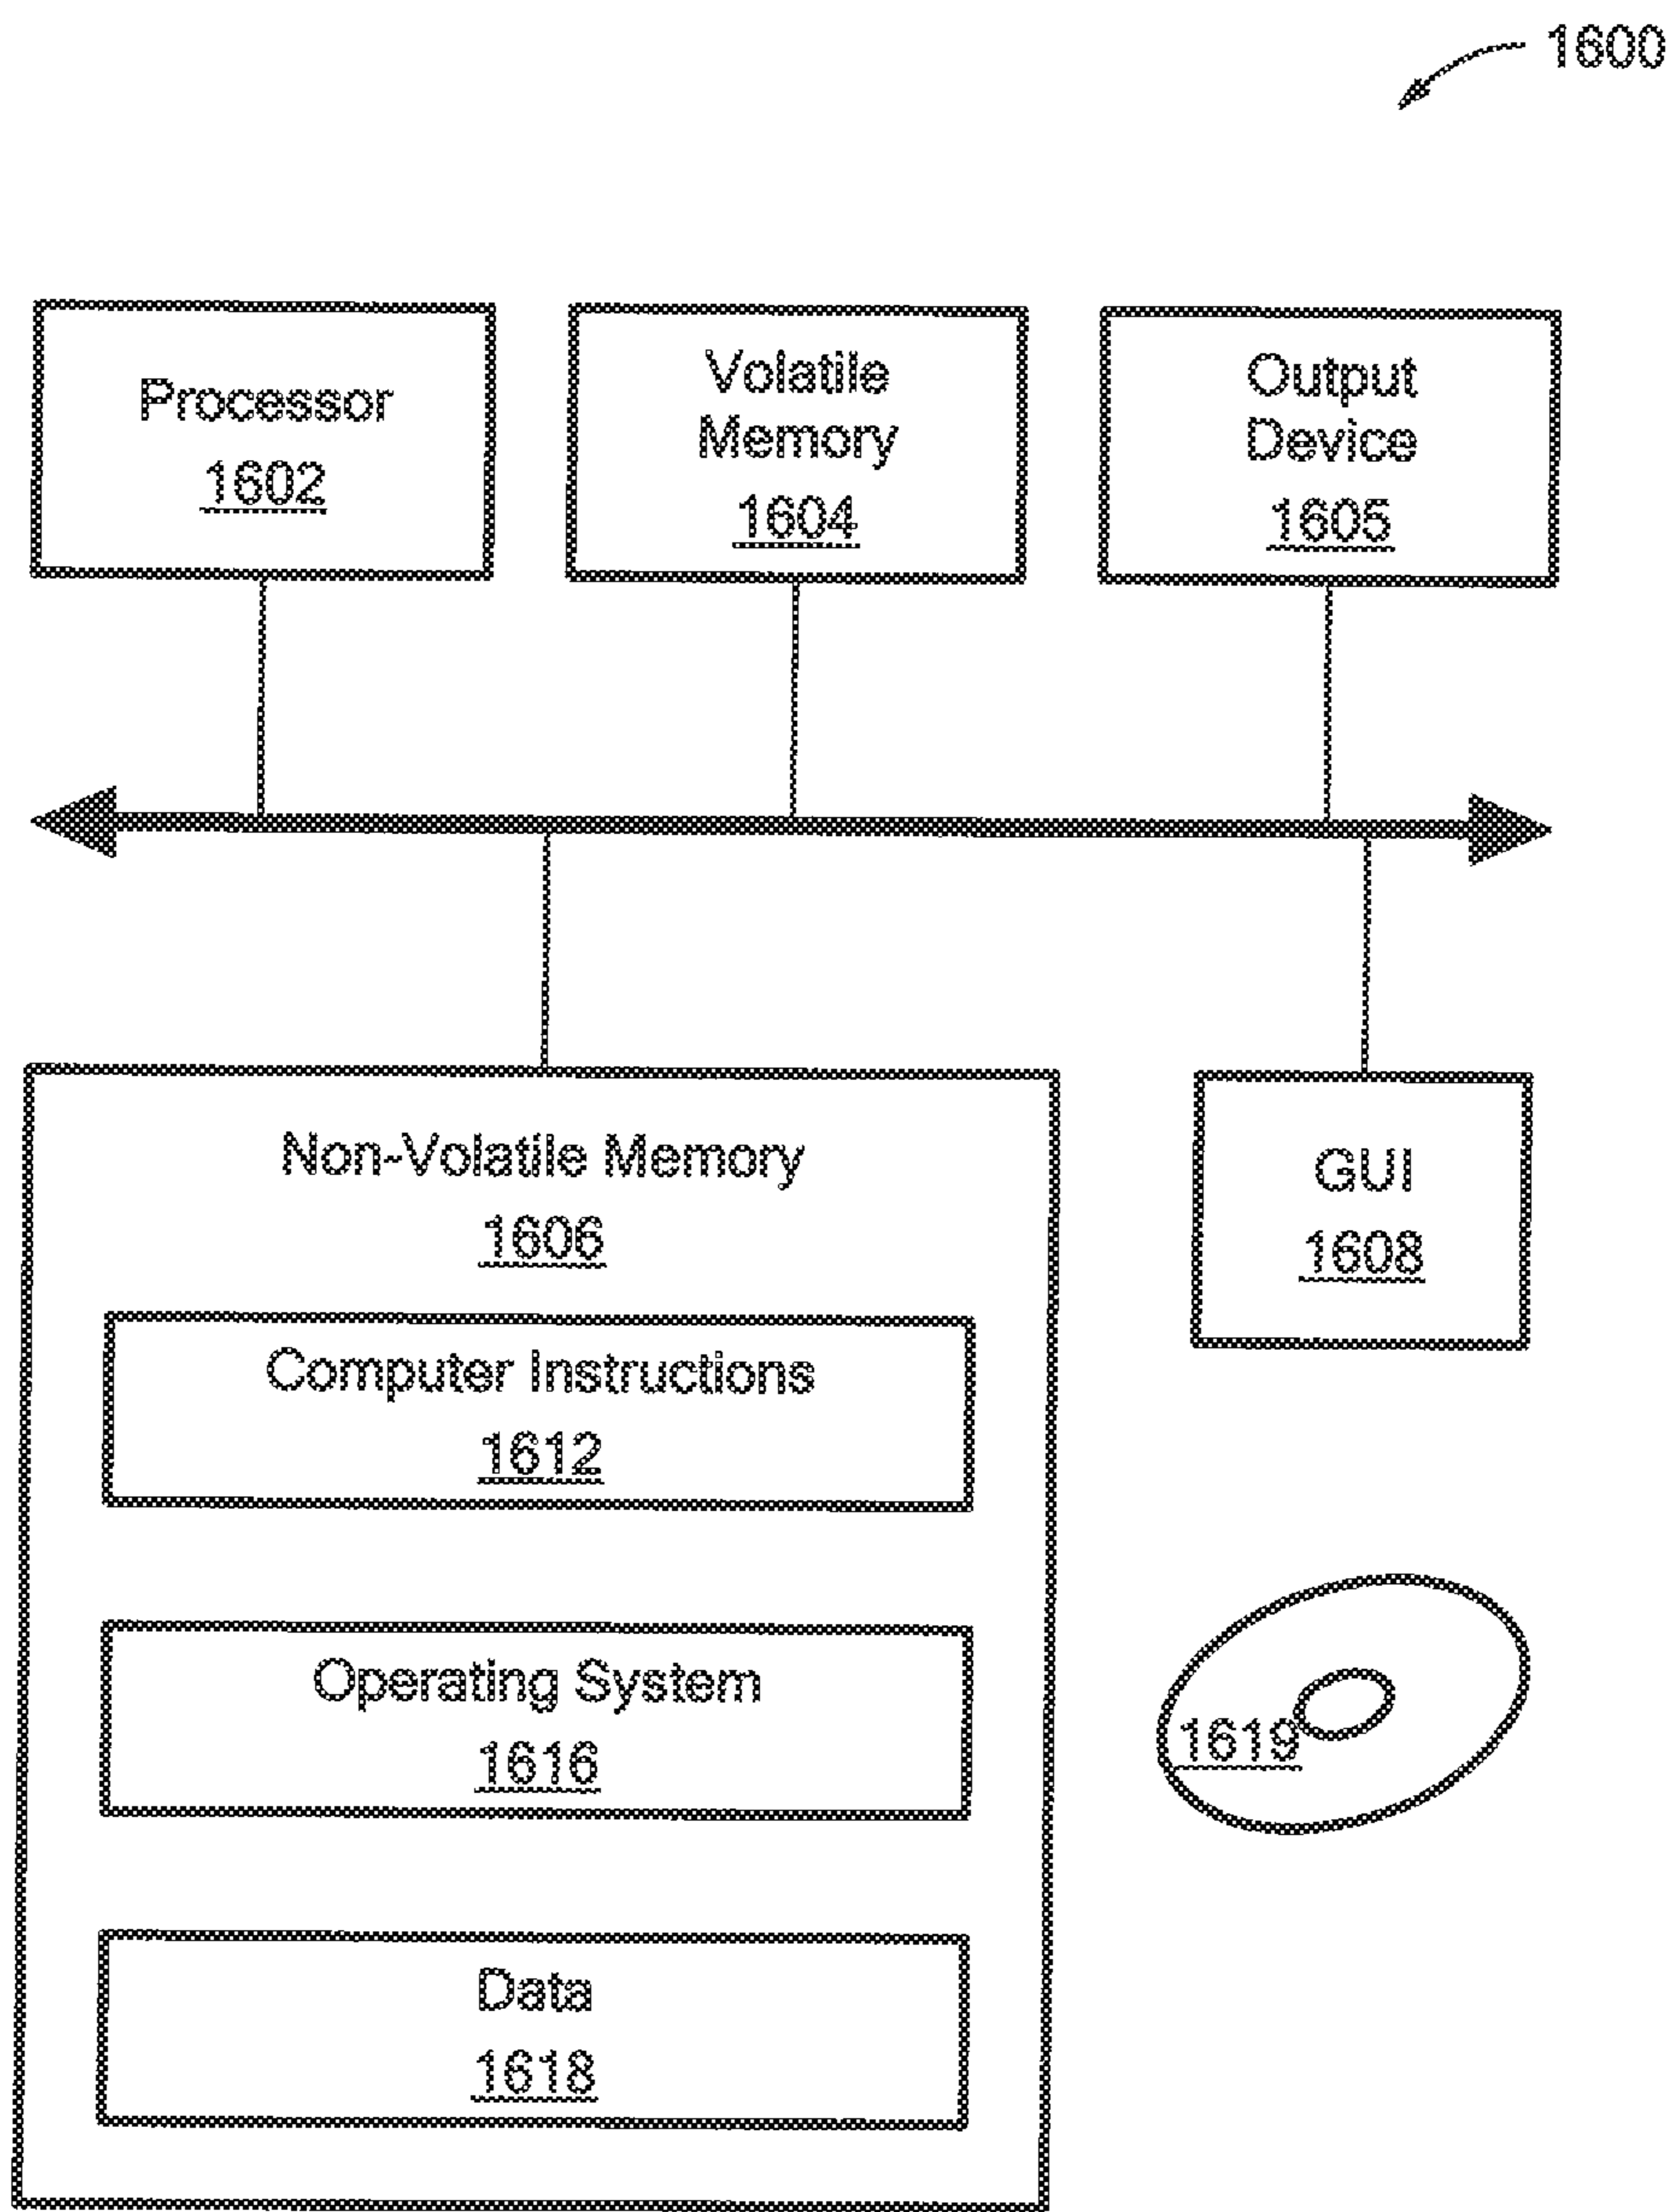 1600
Processor
1602
Volatile
Memory
1604
Output
Device
1605
Non-Volatile Memory
1606
GUI
1608
Computer Instructions
1612
Operating System
1616
1619
Data
1618